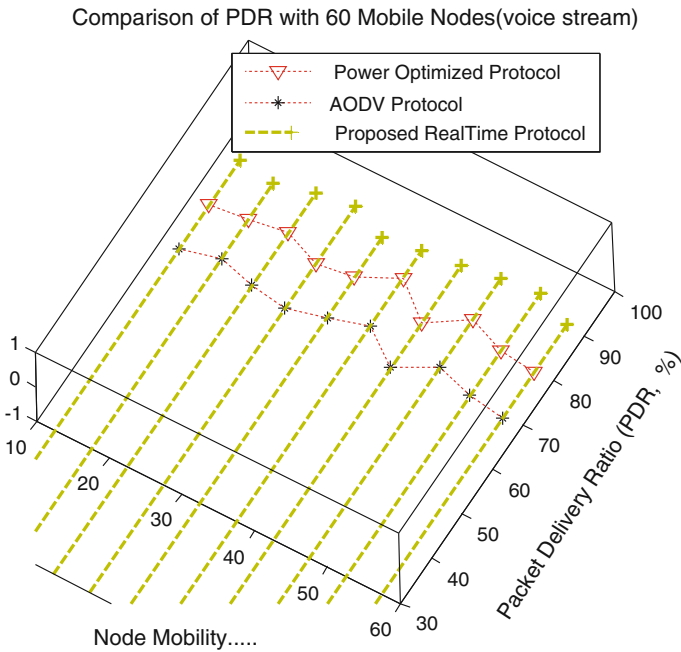 Comparison of PDR with 60 Mobile Nodes(voice stream)
Power Optimized Protocol
AODV Protocol
Proposed RealTime Protocol
1
0
-1
10
20
30
40
50
60
30
40
50
60
70
80
90
100
Node Mobility.....
Packet Delivery Ratio (PDR, %)